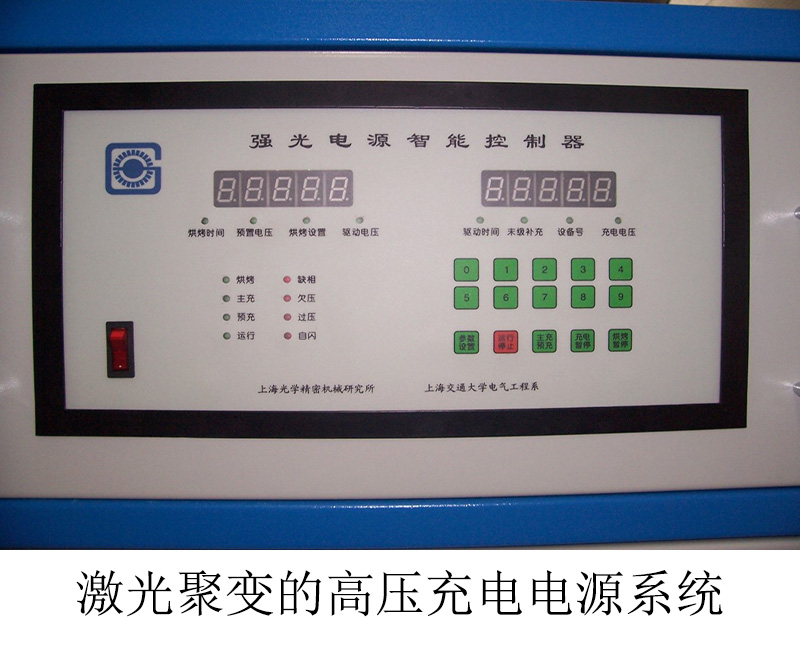 强光电源智能控制器
88888 88888
烘烤时间 预置电压 烘烤设置 驱动电压 驱动时间 末级补充 设备号 充电电压
烘烤 缺相 0 1 2 3 4
主充 欠压
预充 过压 5 6 7 8 9
运行 自闪 参数设置 运行停止 主充预充 充电暂停 烘烤暂停
上海光学精密机械研究所 上海交通大学电气工程系
激光聚变的高压充电电源系统